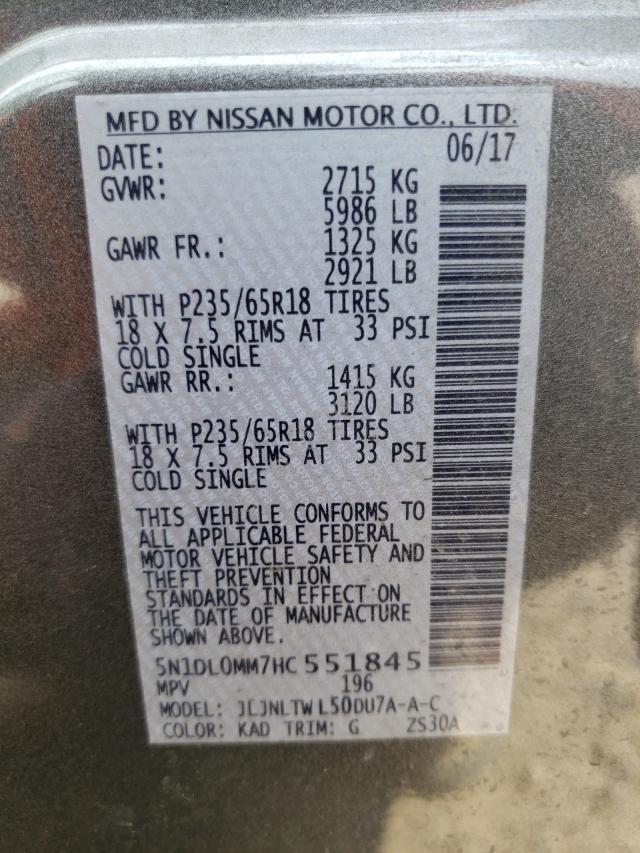 MFD BY NISSAN MOTOR CO., LTD.
DATE: 06/17
GVWR: 2715 KG
5986 LB
GAWR FR.: 1325 KG
2921 LB
WITH P235/65R18 TIRES
18 X 7.5 RIMS AT 33 PSI
COLD SINGLE
GAWR RR.: 1415 KG
3120 LB
WITH P235/65R18 TIRES
18 X 7.5 RIMS AT 33 PSI
COLD SINGLE
THIS VEHICLE CONFORMS TO
ALL APPLICABLE FEDERAL
MOTOR VEHICLE SAFETY AND
THEFT PREVENTION
STANDARDS IN EFFECT ON
THE DATE OF MANUFACTURE
SHOWN ABOVE.
5N1DL0MM7HC551845
MPV 196
MODEL: JLJNLTWL50DU7A-A-C
COLOR: KAD TRIM: G ZS30A